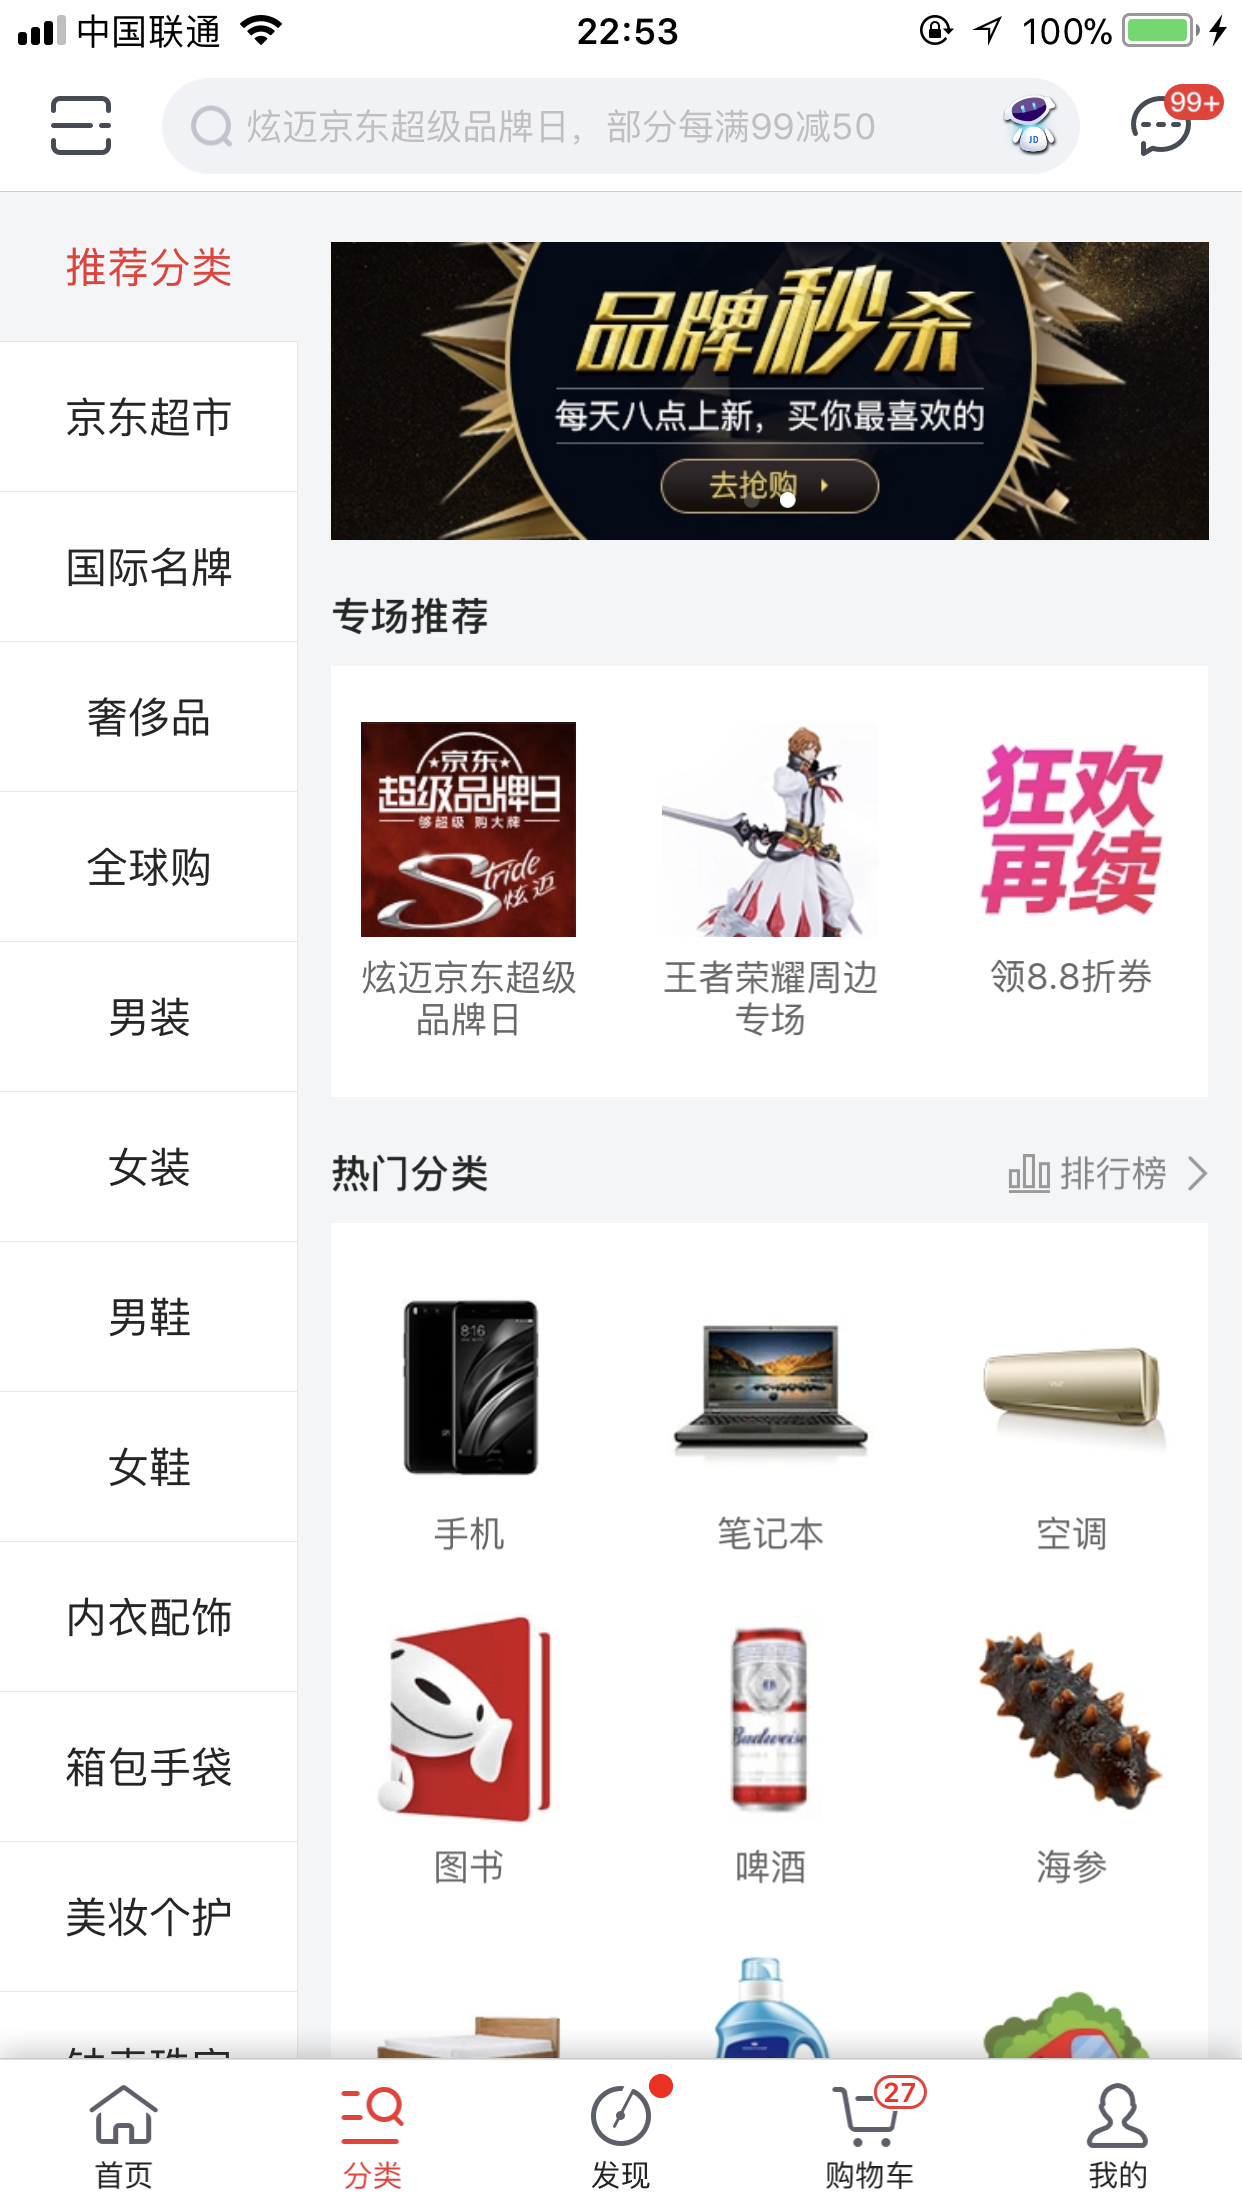 中国联通
22:53
100%
炫迈京东超级品牌日，部分每满99减50
JD
99+
推荐分类
京东超市
国际名牌
奢侈品
全球购
男装
女装
男鞋
女鞋
内衣配饰
箱包手袋
美妆个护
钟表珠宝
品牌秒杀
每天八点上新，买你最喜欢的
去抢购
专场推荐
京东
超级品牌日
够超级 购大牌
Stride
炫迈
炫迈京东超级
品牌日
王者荣耀周边
专场
狂欢
再续
领8.8折券
热门分类
排行榜
8:16
手机
笔记本
空调
Budweiser
图书
啤酒
海参
首页
分类
发现
27
购物车
我的